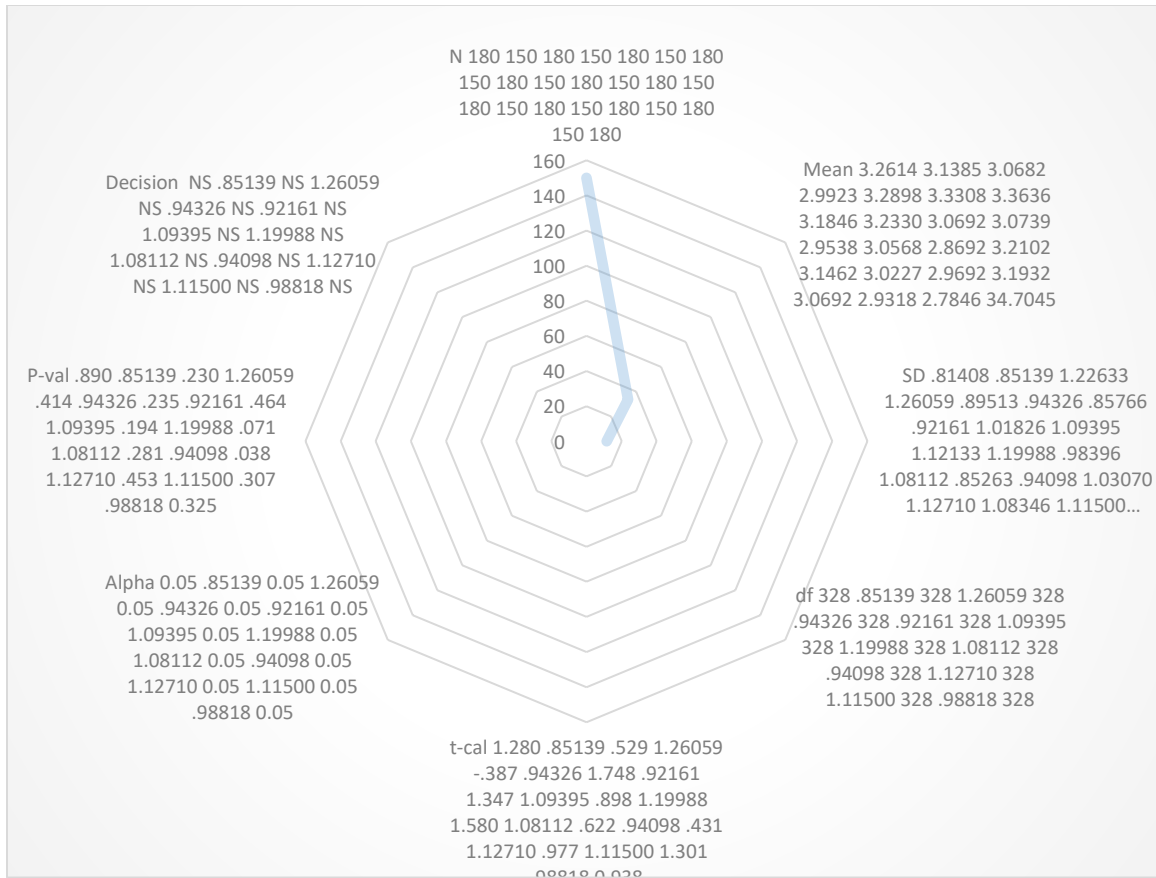 N 180 150 180 150 180 150 180
150 180 150 180 150 180 150
180 150 180 150 180 150 180
150 180
Mean 3.2614 3.1385 3.0682
2.9923 3.2898 3.3308 3.3636
3.1846 3.2330 3.0692 3.0739
2.9538 3.0568 2.8692 3.2102
3.1462 3.0227 2.9692 3.1932
3.0692 2.9318 2.7846 34.7045
SD .81408 .85139 1.22633
1.26059 .89513 .94326 .85766
.92161 1.01826 1.09395
1.12133 1.19988 .98396
1.08112 .85263 .94098 1.03070
1.12710 1.08346 1.11500...
df 328 .85139 328 1.26059 328
.94326 328 .92161 328 1.09395
328 1.19988 328 1.08112 328
.94098 328 1.12710 328
1.11500 328 .98818 328
t-cal 1.280 .85139 .529 1.26059
-.387 .94326 1.748 .92161
1.347 1.09395 .898 1.19988
1.580 1.08112 .622 .94098 .431
1.12710 .977 1.11500 1.301
.98818 0.938
Alpha 0.05 .85139 0.05 1.26059
0.05 .94326 0.05 .92161 0.05
1.09395 0.05 1.19988 0.05
1.08112 0.05 .94098 0.05
1.12710 0.05 1.11500 0.05
.98818 0.05
P-val .890 .85139 .230 1.26059
.414 .94326 .235 .92161 .464
1.09395 .194 1.19988 .071
1.08112 .281 .94098 .038
1.12710 .453 1.11500 .307
.98818 0.325
Decision NS .85139 NS 1.26059
NS .94326 NS .92161 NS
1.09395 NS 1.19988 NS
1.08112 NS .94098 NS 1.12710
NS 1.11500 NS .98818 NS
160
140
120
100
80
60
40
20
0